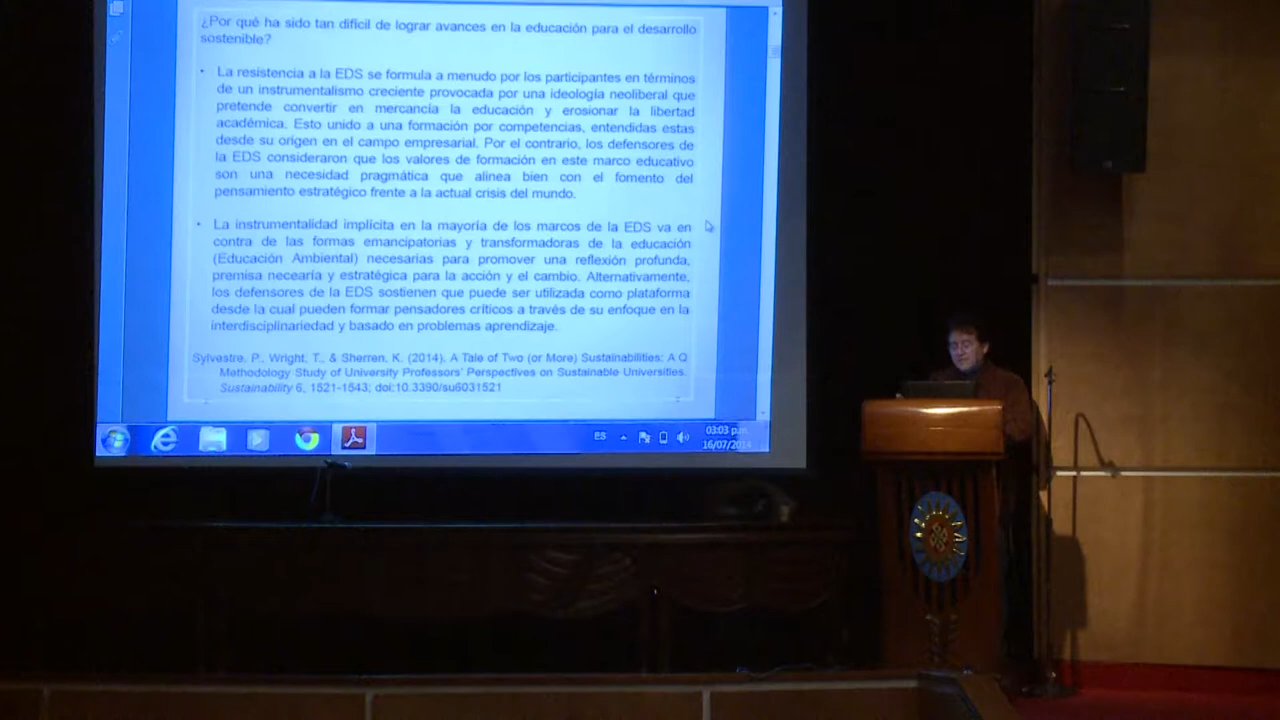 ¿Por qué ha sido tan difícil de lograr avances en la educación para el desarrollo
sostenible?
• La resistencia a la EDS se formula a menudo por los participantes en términos
de un instrumentalismo creciente provocada por una ideología neoliberal que
pretende convertir en mercancía la educación y erosionar la libertad
académica. Esto unido a una formación por competencias, entendidas estas
desde su origen en el campo empresarial. Por el contrario, los defensores de
la EDS consideraron que los valores de formación en este marco educativo
son una necesidad pragmática que alinea bien con el fomento del
pensamiento estratégico frente a la actual crisis del mundo.
• La instrumentalidad implícita en la mayoría de los marcos de la EDS va en
contra de las formas emancipatorias y transformadoras de la educación
(Educación Ambiental) necesarias para promover una reflexión profunda,
premisa necearía y estratégica para la acción y el cambio. Alternativamente,
los defensores de la EDS sostienen que puede ser utilizada como plataforma
desde la cual pueden formar pensadores críticos a través de su enfoque en la
interdisciplinariedad y basado en problemas aprendizaje.
Sylvestre, P., Wright, T., & Sherren, K. (2014). A Tale of Two (or More) Sustainabilities: A Q
Methodology Study of University Professors' Perspectives on Sustainable Universities.
Sustainability 6, 1521-1543; doi:10.3390/su6031521
ES
03:03 p.m.
16/07/2014